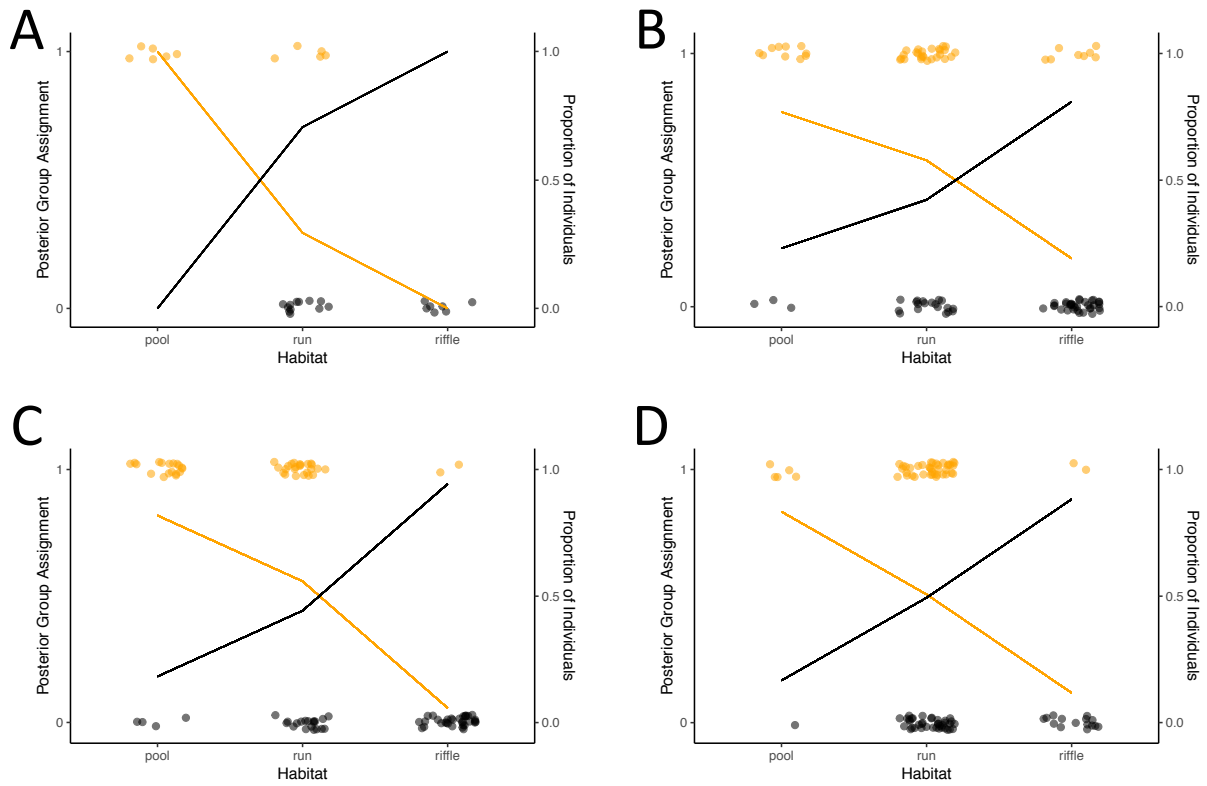 A
Posterior Group Assignment
1
0
1.0
0.5
0.0
Proportion of Individuals
pool run riffle
Habitat
B
Posterior Group Assignment
1
0
1.0
0.5
0.0
Proportion of Individuals
pool run riffle
Habitat
C
Posterior Group Assignment
1
0
1.0
0.5
0.0
Proportion of Individuals
pool run riffle
Habitat
D
Posterior Group Assignment
1
0
1.0
0.5
0.0
Proportion of Individuals
pool run riffle
Habitat